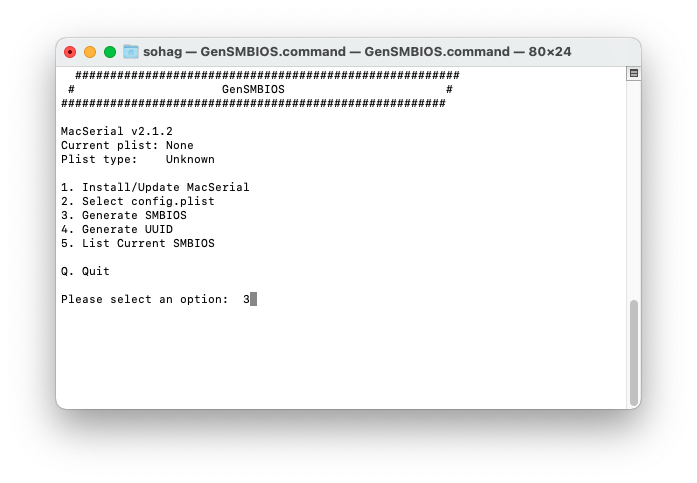 sohag — GenSMBIOS.command — GenSMBIOS.command — 80×24
#######################################################
# GenSMBIOS #
#######################################################
MacSerial v2.1.2
Current plist: None
Plist type: Unknown
1. Install/Update MacSerial
2. Select config.plist
3. Generate SMBIOS
4. Generate UUID
5. List Current SMBIOS
Q. Quit
Please select an option: 3